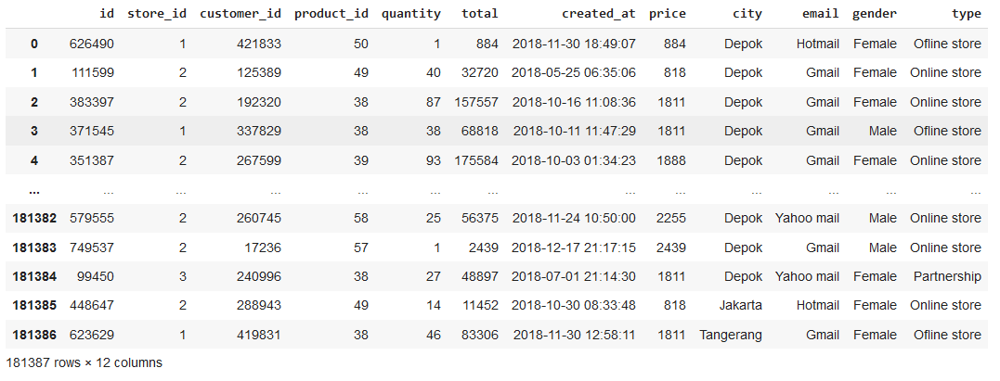 id store_id customer_id product_id quantity total created_at price city email gender type
0 626490 1 421833 50 1 884 2018-11-30 18:49:07 884 Depok Hotmail Female Ofline store
1 111599 2 125389 49 40 32720 2018-05-25 06:35:06 818 Depok Gmail Female Online store
2 383397 2 192320 38 87 157557 2018-10-16 11:08:36 1811 Depok Gmail Female Online store
3 371545 1 337829 38 38 68818 2018-10-11 11:47:29 1811 Depok Gmail Male Ofline store
4 351387 2 267599 39 93 175584 2018-10-03 01:34:23 1888 Depok Gmail Female Online store
... ... ... ... ... ... ... ... ... ... ... ... ...
181382 579555 2 260745 58 25 56375 2018-11-24 10:50:00 2255 Depok Yahoo mail Male Online store
181383 749537 2 17236 57 1 2439 2018-12-17 21:17:15 2439 Depok Gmail Male Online store
181384 99450 3 240996 38 27 48897 2018-07-01 21:14:30 1811 Depok Yahoo mail Female Partnership
181385 448647 2 288943 49 14 11452 2018-10-30 08:33:48 818 Jakarta Hotmail Female Online store
181386 623629 1 419831 38 46 83306 2018-11-30 12:58:11 1811 Tangerang Gmail Female Ofline store
181387 rows × 12 columns